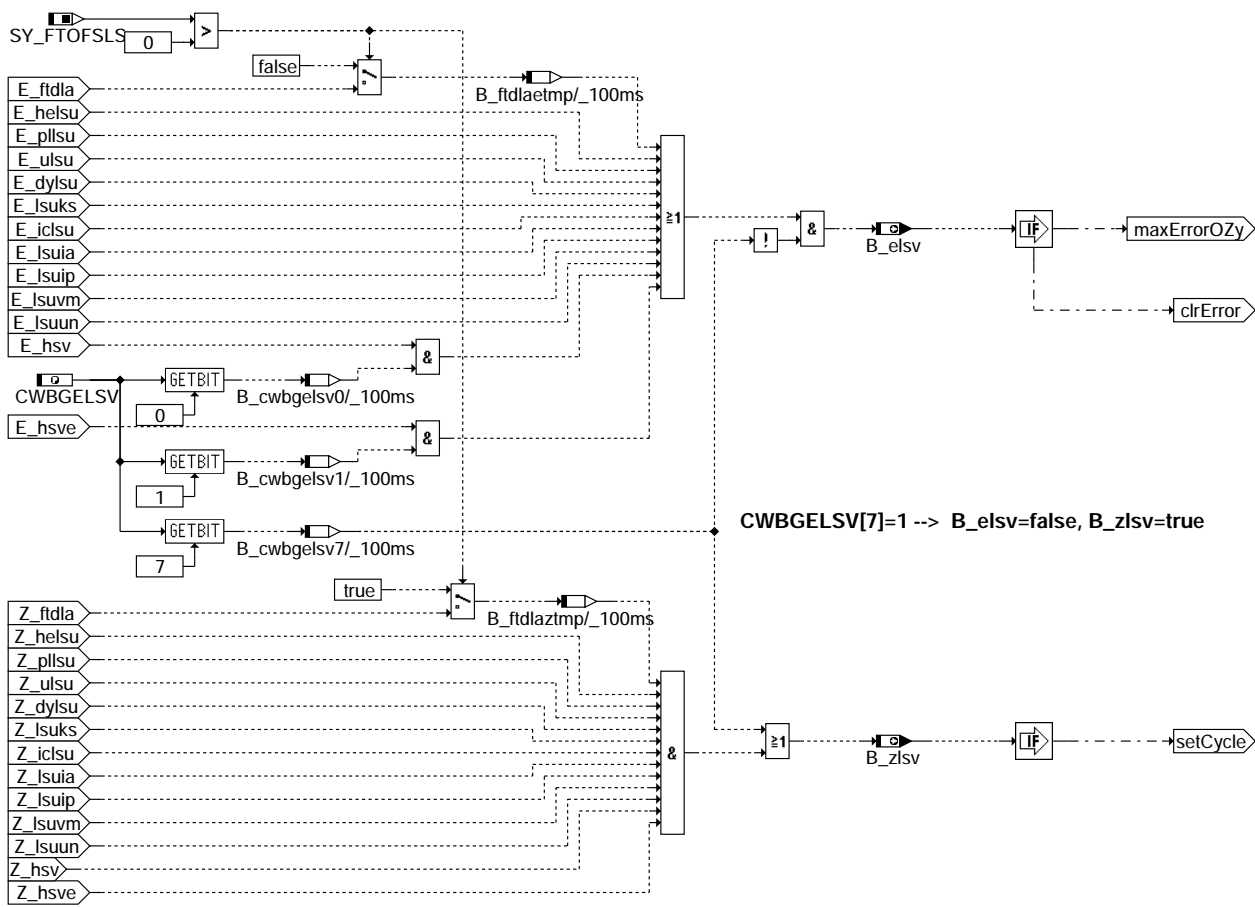 SY_FTOFSLS
0
>
false
B_ftdlaetmp/_100ms
E_ftdla
E_helsu
E_pllsu
E_ulsu
E_dylsu
E_lsuks
E_iclsu
E_lsuia
E_lsuip
E_lsuvm
E_lsuun
E_hsv
≧1
!
&
B_elsv
IF
maxErrorOZy
clrError
&
CWBGELSV
GETBIT
0
B_cwbgelsv0/_100ms
E_hsve
&
GETBIT
1
B_cwbgelsv1/_100ms
GETBIT
7
B_cwbgelsv7/_100ms
CWBGELSV[7]=1 --> B_elsv=false, B_zlsv=true
true
B_ftdlaztmp/_100ms
Z_ftdla
Z_helsu
Z_pllsu
Z_ulsu
Z_dylsu
Z_lsuks
Z_iclsu
Z_lsuia
Z_lsuip
Z_lsuvm
Z_lsuun
Z_hsv
Z_hsve
&
≧1
B_zlsv
IF
setCycle